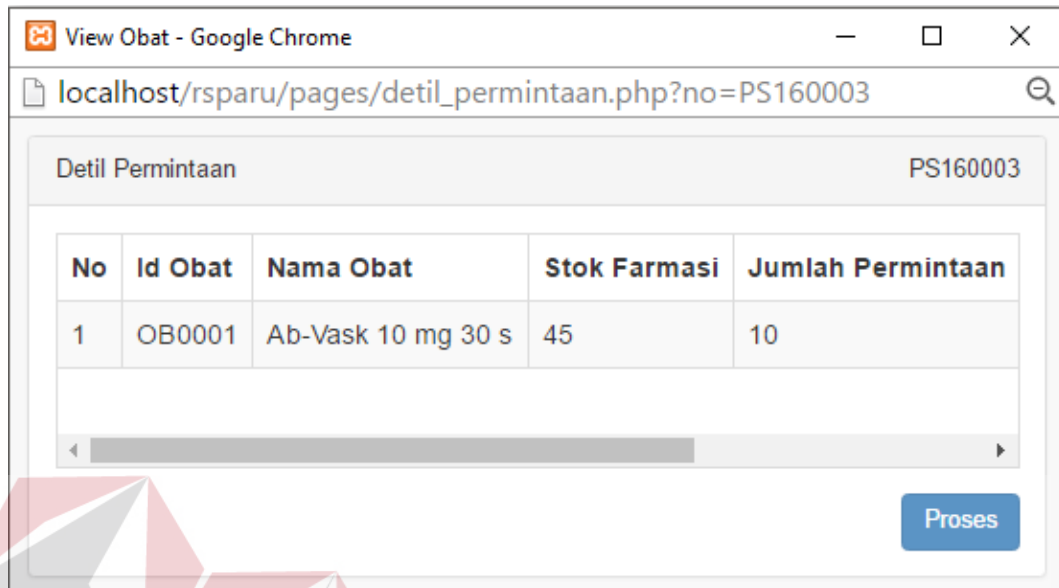 View Obat - Google Chrome
localhost/rsparu/pages/detil_permintaan.php?no=PS160003
Detil Permintaan PS160003
No Id Obat Nama Obat Stok Farmasi Jumlah Permintaan
1 OB0001 Ab-Vask 10 mg 30 s 45 10
Proses